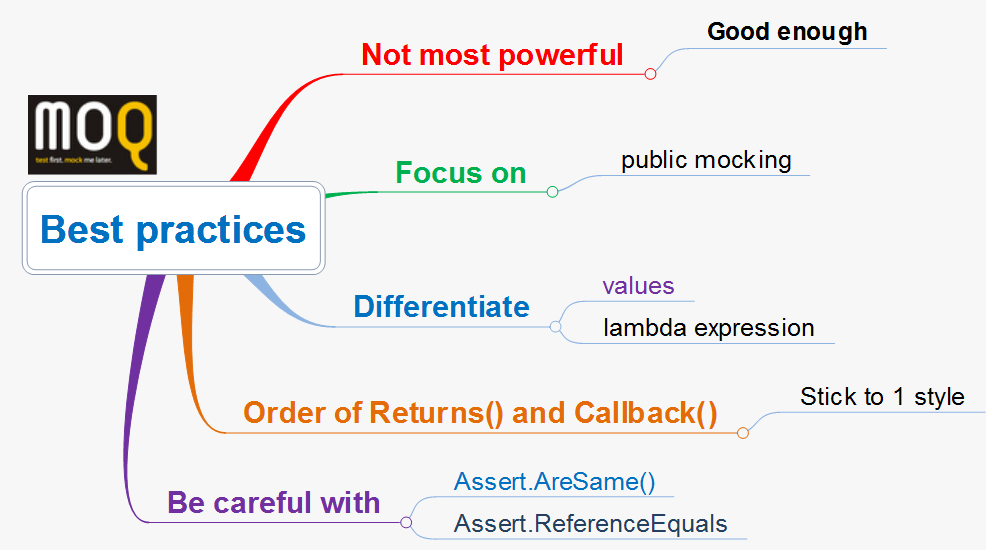 Not most powerful
Good enough
MOQ
test first. mock me later.
Focus on
public mocking
Best practices
Differentiate
values
lambda expression
Order of Returns() and Callback()
Stick to 1 style
Be careful with
Assert.AreSame()
Assert.ReferenceEquals